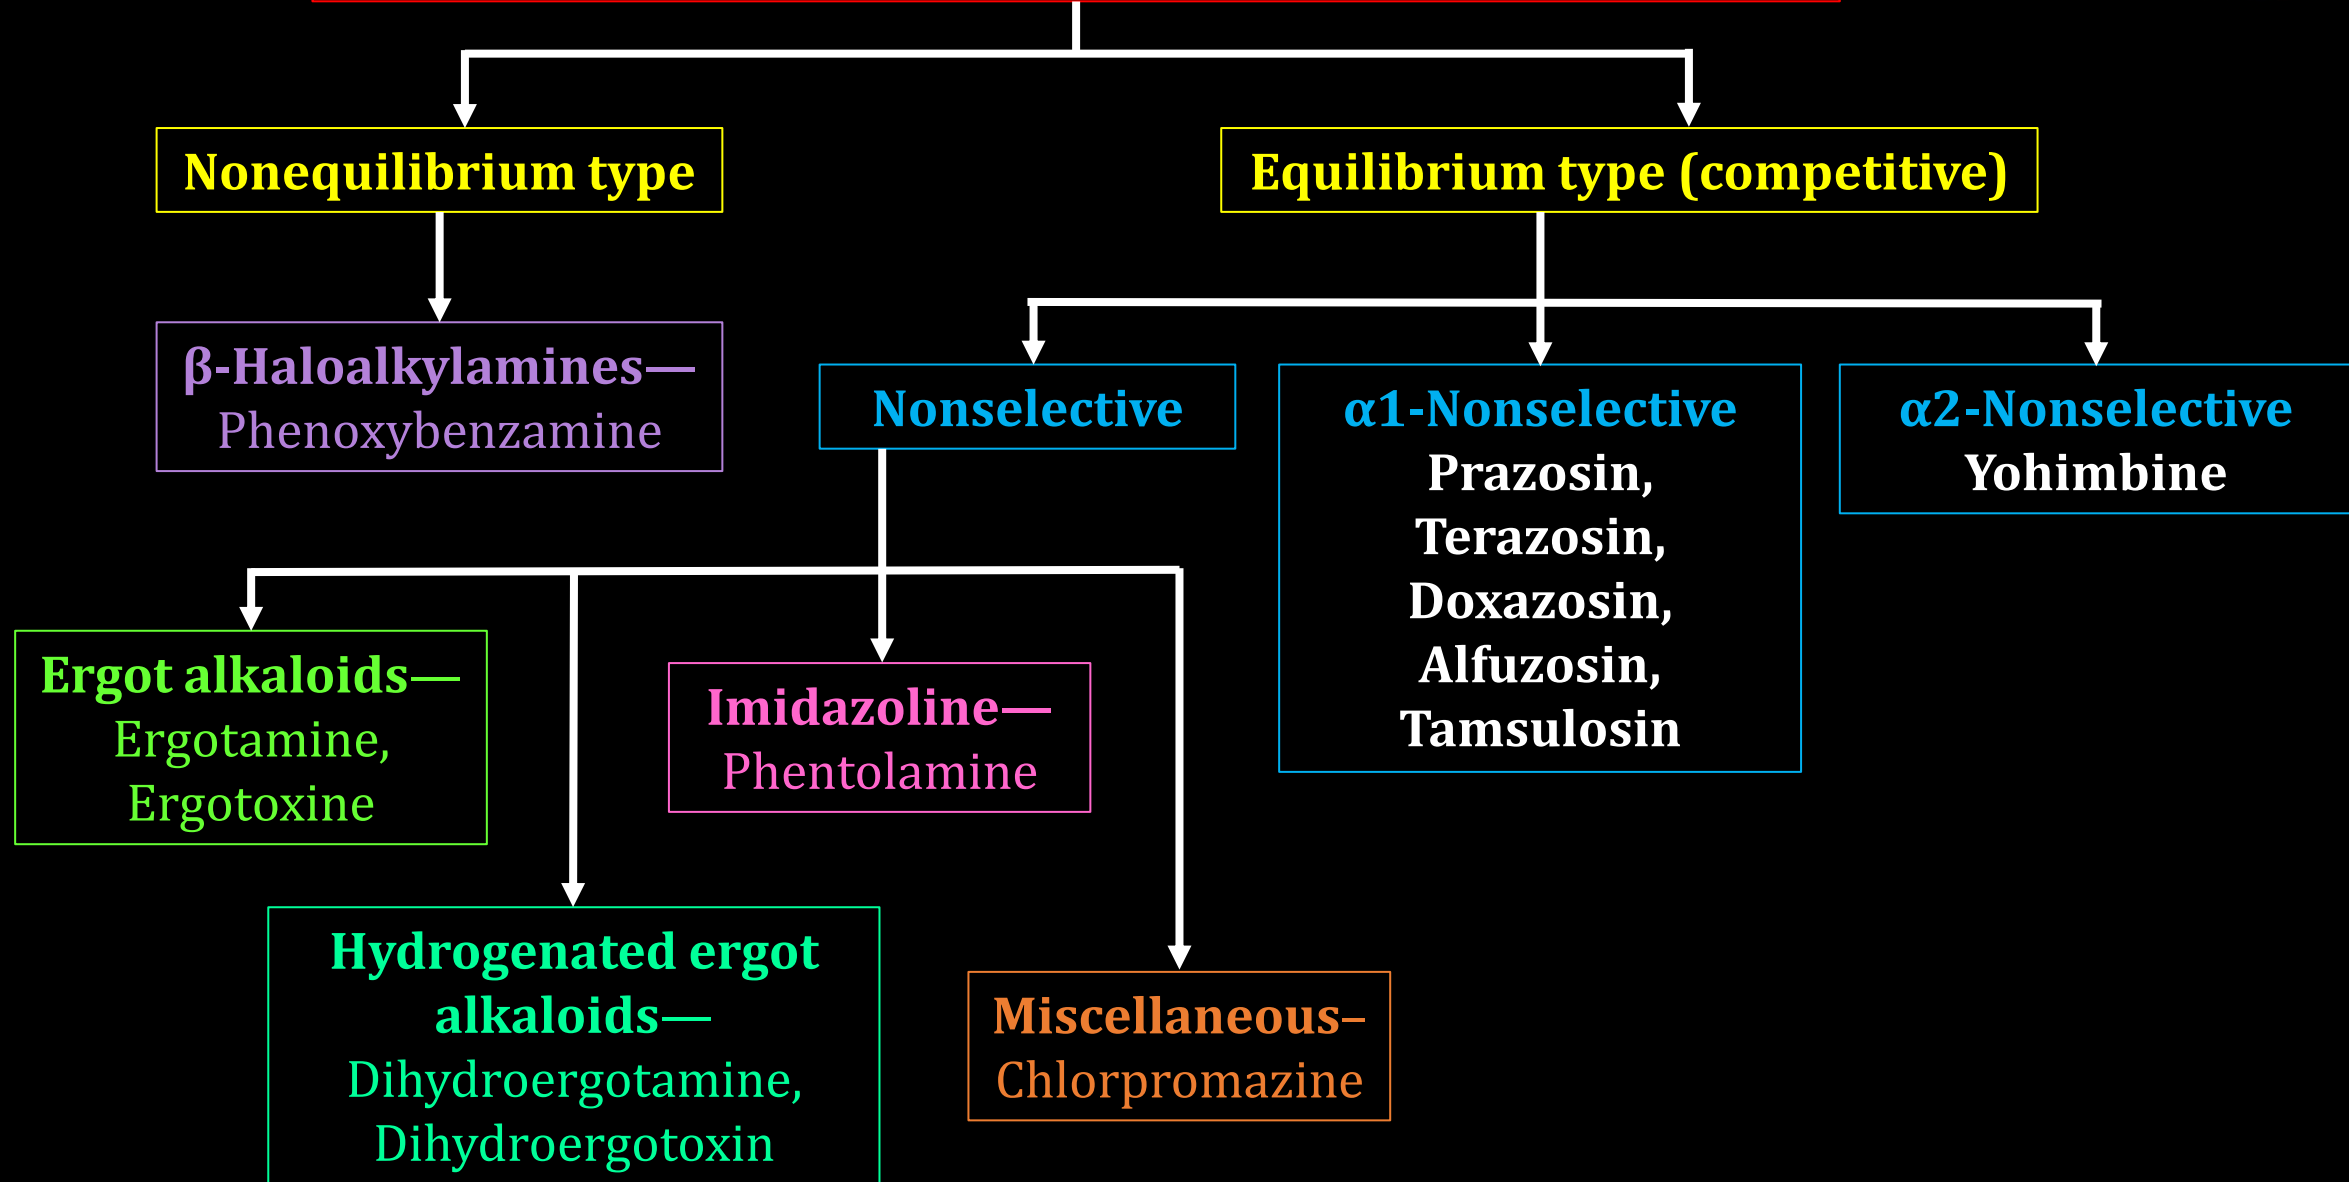 Nonequilibrium type
Equilibrium type (competitive)
β-Haloalkylamines—
Phenoxybenzamine
Nonselective
α1-Nonselective
Prazosin,
Terazosin,
Doxazosin,
Alfuzosin,
Tamsulosin
α2-Nonselective
Yohimbine
Ergot alkaloids—
Ergotamine,
Ergotoxine
Imidazoline—
Phentolamine
Hydrogenated ergot
alkaloids—
Dihydroergotamine,
Dihydroergotoxin
Miscellaneous–
Chlorpromazine